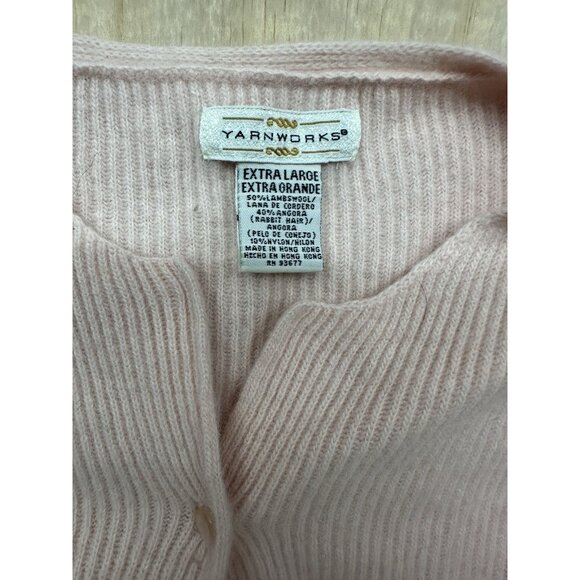 YARNWORKS®
EXTRA LARGE
EXTRA GRANDE
50%LAMBSWOOL/
LANA DE CORDERO
40%ANGORA
(RABBIT HAIR)/
ANGORA
(PELO DE CONEJO)
10%NYLON/NILON
MADE IN HONG KONG
HECHO EN HONG KONG
RN 93677